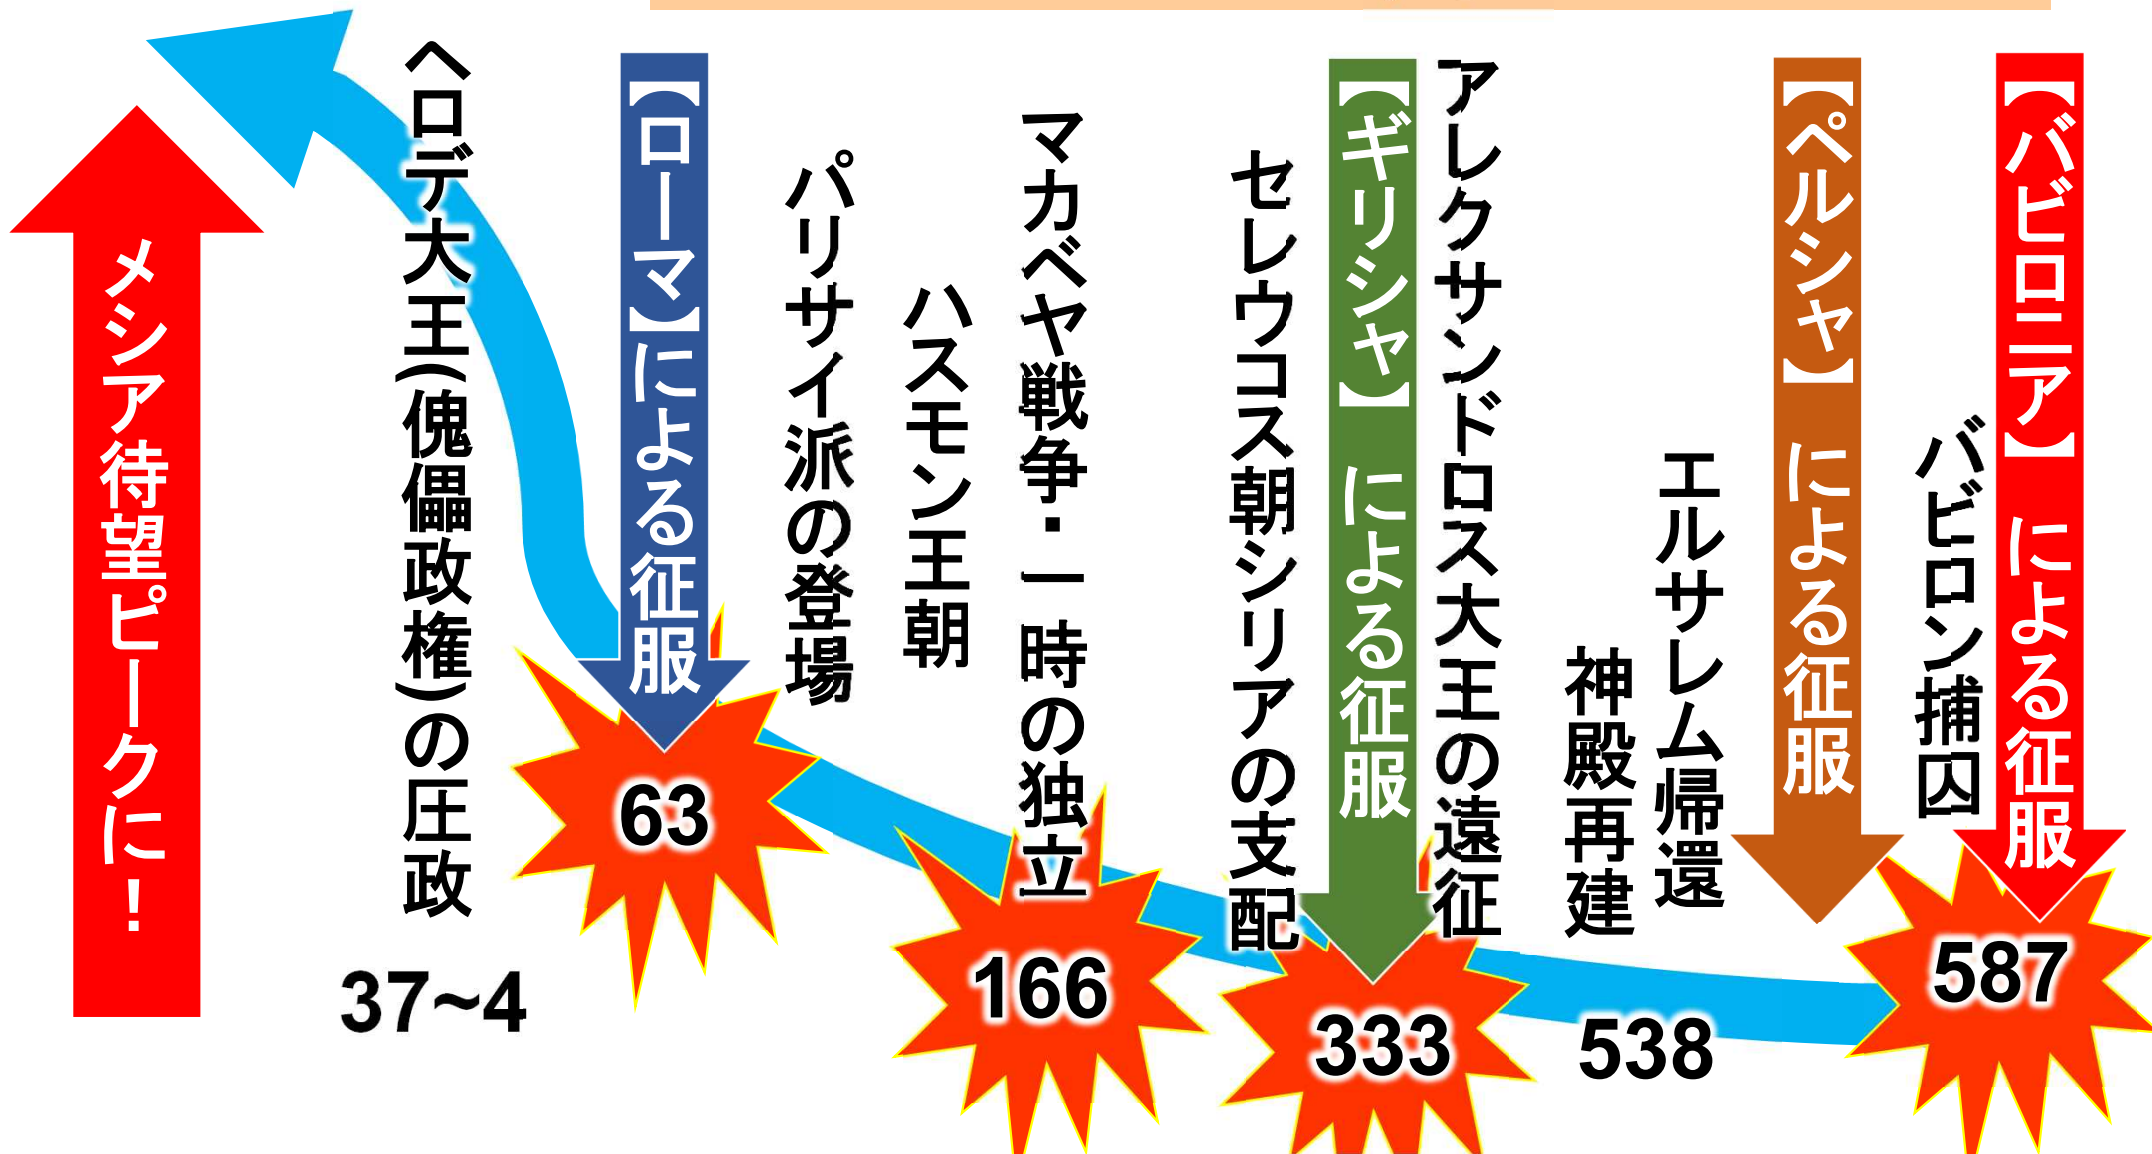 【バビロニア】による征服
バビロン捕囚
587
【ペルシャ】による征服
エルサレム帰還
神殿再建
538
アレクサンドロス大王の遠征
【ギリシャ】による征服
333
セレウコス朝シリアの支配
マカベヤ戦争・一時の独立
166
ハスモン王朝
パリサイ派の登場
【ローマ】による征服
63
ヘロデ大王(傀儡政権)の圧政
37~4
メシア待望ピークに！